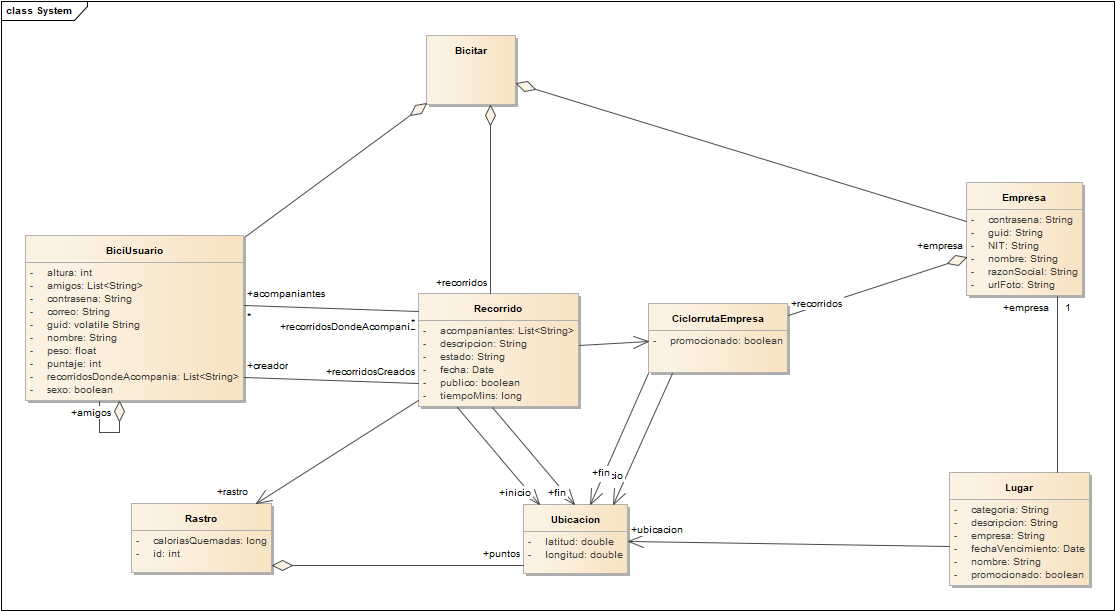 class System
Bicitar
Empresa
- contrasena: String
- guid: String
- NIT: String
- nombre: String
- razonSocial: String
- urlFoto: String
+empresa
BiciUsuario
- altura: int
- amigos: List<String>
- contrasena: String
- correo: String
- guid: volatile String
- nombre: String
- peso: float
- puntaje: int
- recorridosDondeAcompania: List<String>
- sexo: boolean
+amigos
+acompaniantes
*
+recorridosDondeAcompani...
*
+creador
+recorridosCreados
+recorridos
Recorrido
- acompaniantes: List<String>
- descripcion: String
- estado: String
- fecha: Date
- publico: boolean
- tiempoMins: long
+recorridos
CiclorrutaEmpresa
- promocionado: boolean
+empresa
1
+rastro
+inicio
+fin
+fin
io
Rastro
- caloriasQuemadas: long
- id: int
+puntos
Ubicacion
- latitud: double
- longitud: double
+ubicacion
Lugar
- categoria: String
- descripcion: String
- empresa: String
- fechaVencimiento: Date
- nombre: String
- promocionado: boolean